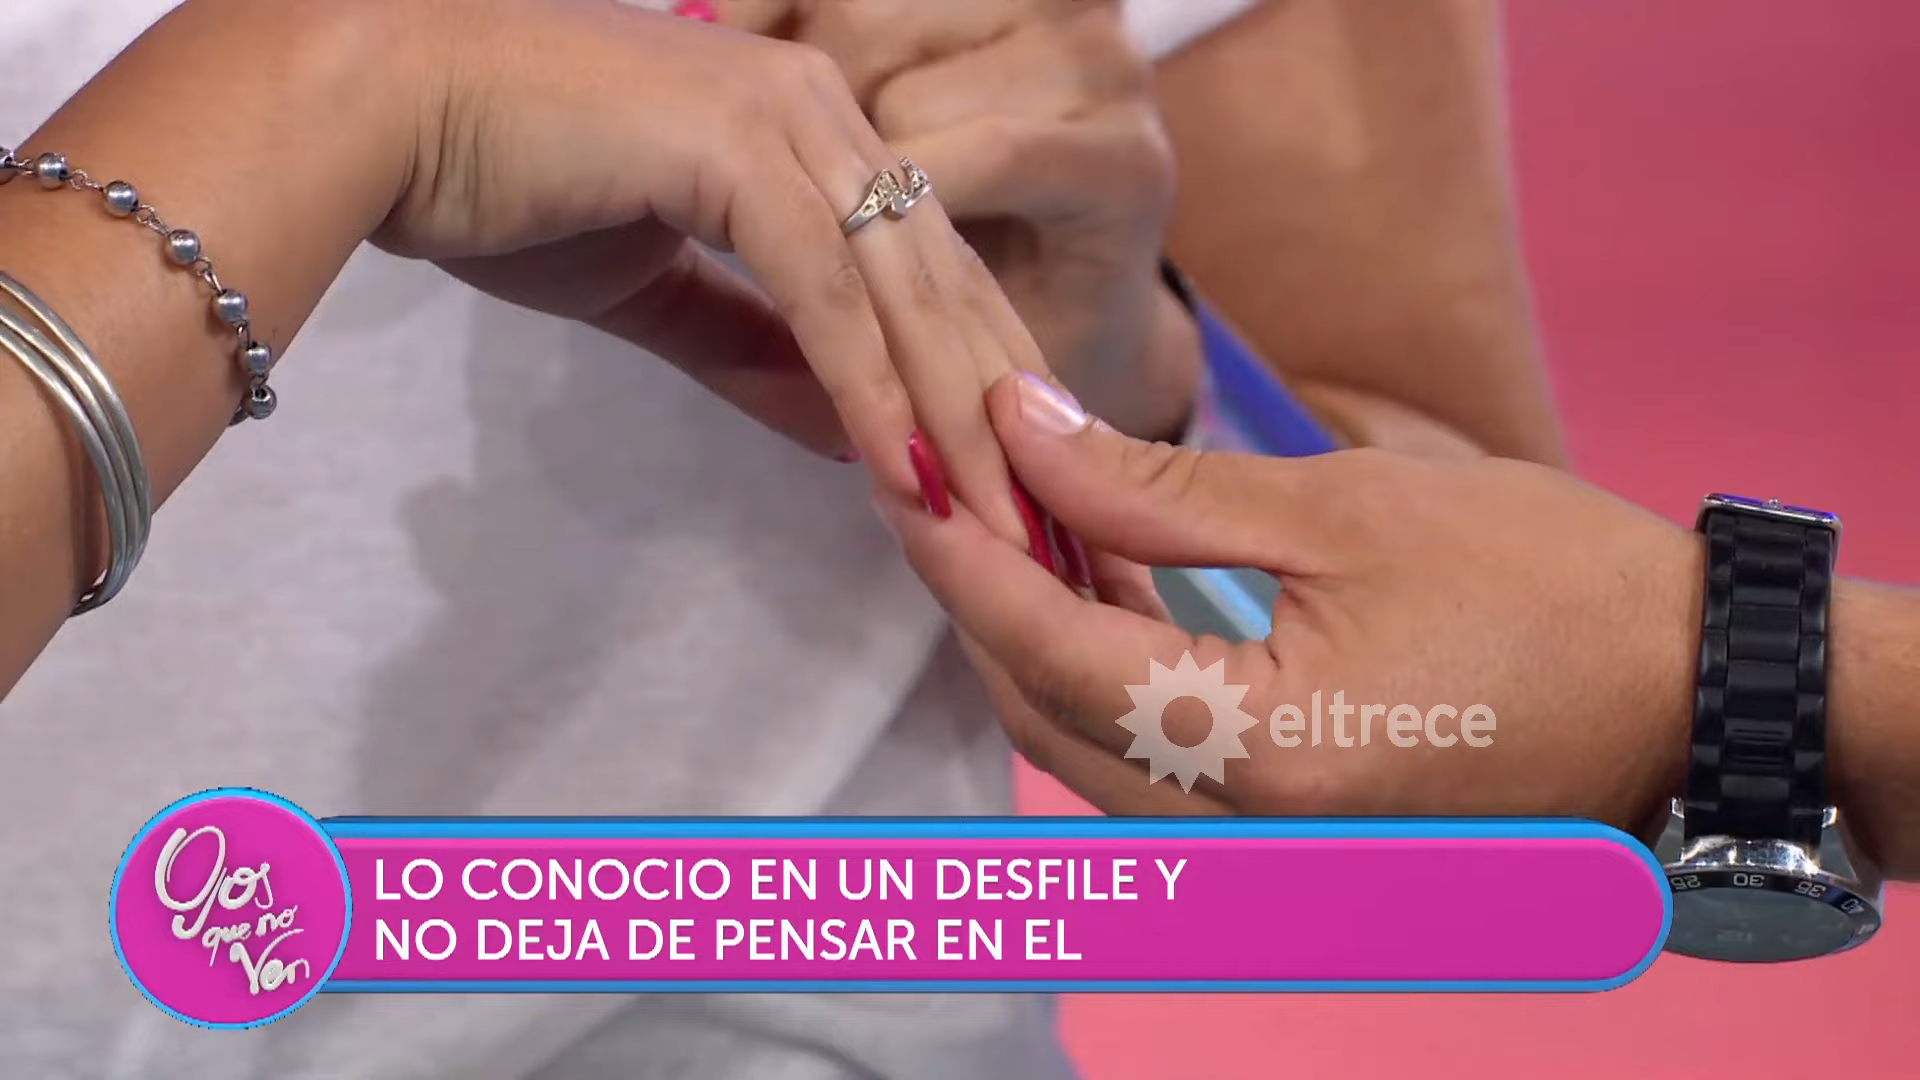 eltrece
Ojos
que no
Ven
LO CONOCIO EN UN DESFILE Y
NO DEJA DE PENSAR EN EL
25 30 35 40